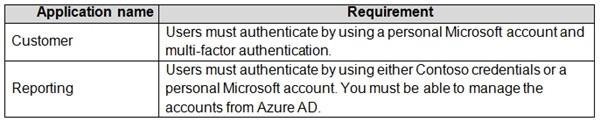 Application name Requirement
Customer
Users must authenticate by using a personal Microsoft account and
multi-factor authentication.
Reporting
Users must authenticate by using either Contoso credentials or a
personal Microsoft account. You must be able to manage the
accounts from Azure AD.